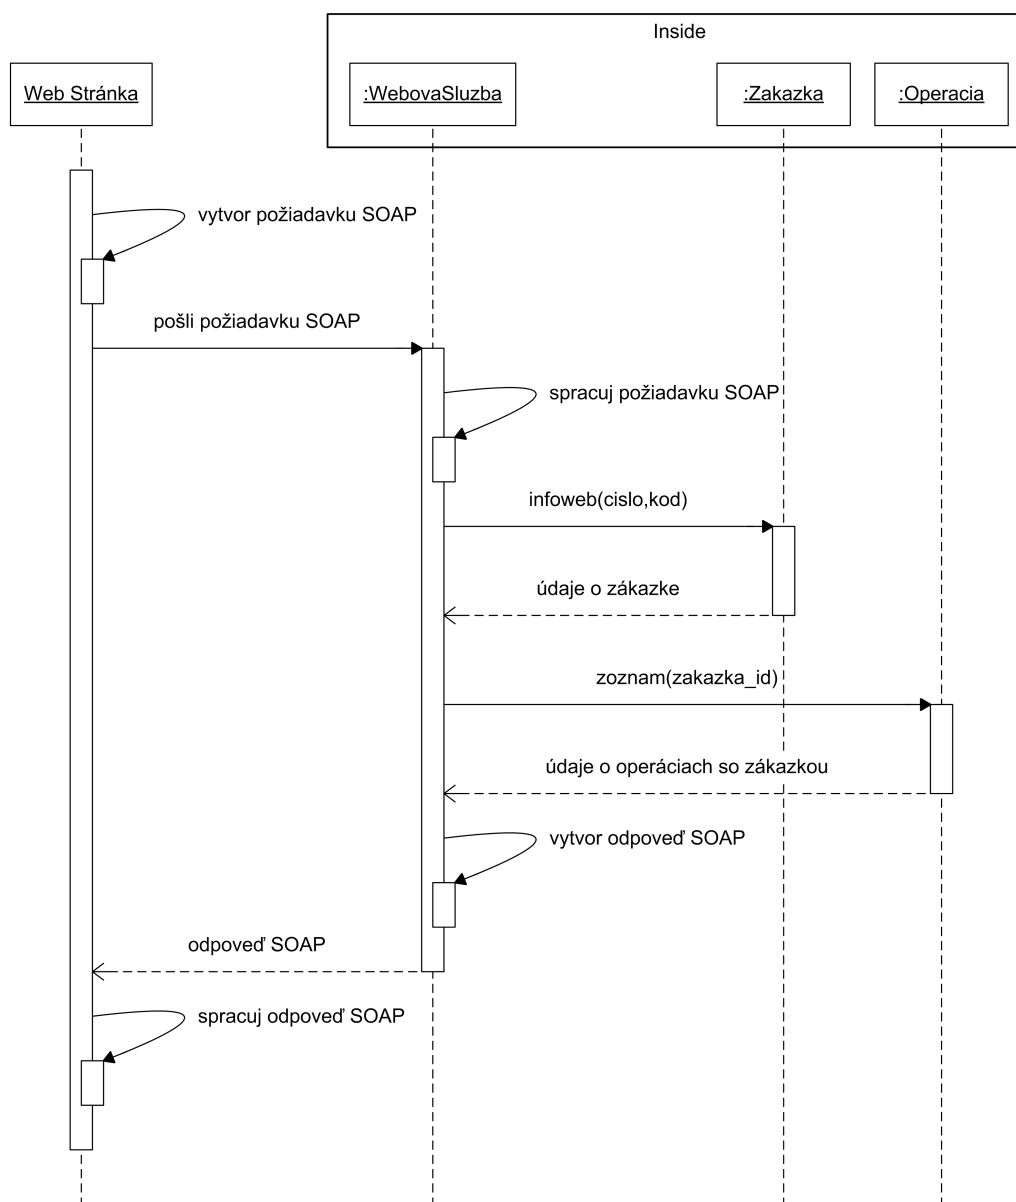 Inside
Web Stránka
:WebovaSluzba
:Zakazka
:Operacia
vytvor požiadavku SOAP
pošli požiadavku SOAP
spracuj požiadavku SOAP
infoweb(cislo,kod)
údaje o zákazke
zoznam(zakazka_id)
údaje o operáciach so zákazkou
vytvor odpoveď SOAP
odpoveď SOAP
spracuj odpoveď SOAP